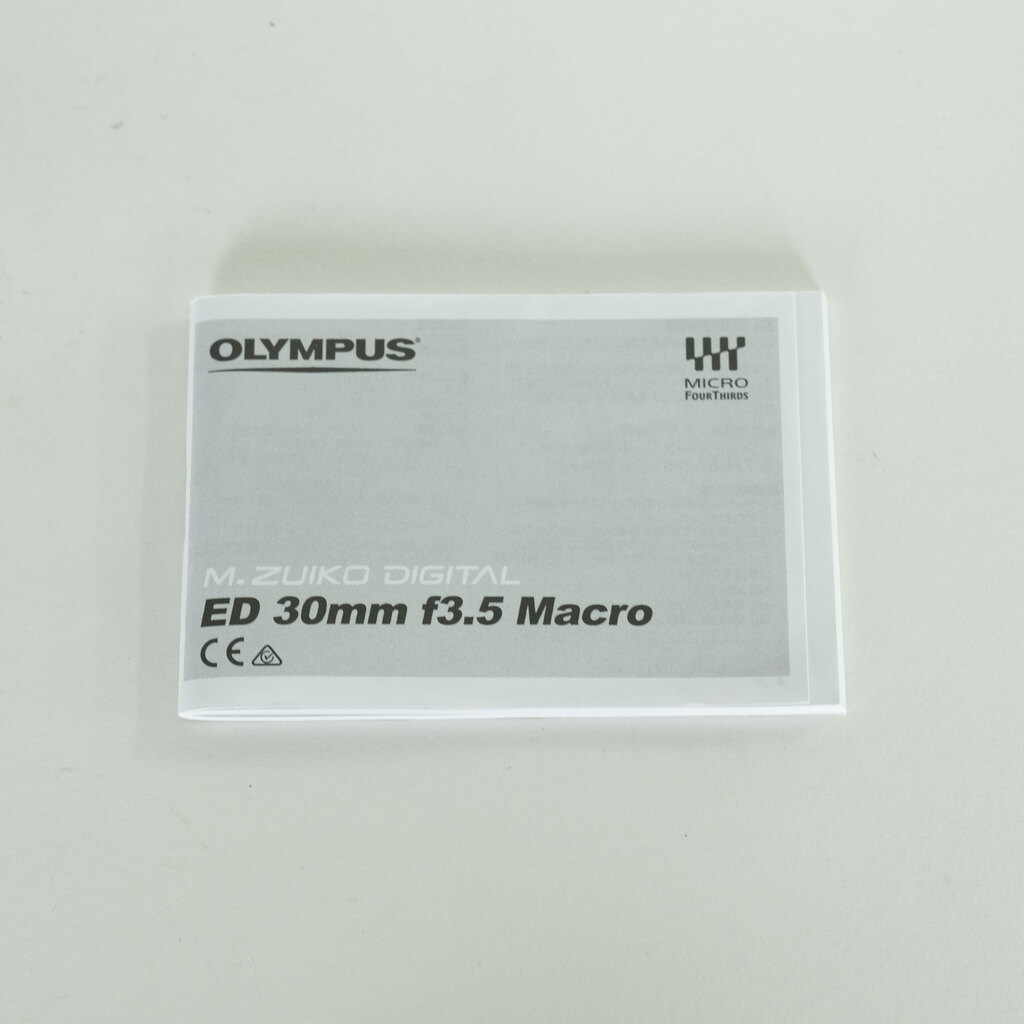 OLYMPUS®
MICRO
FOURTHIRDS
M.ZUIKO DIGITAL
ED 30mm f3.5 Macro
CE